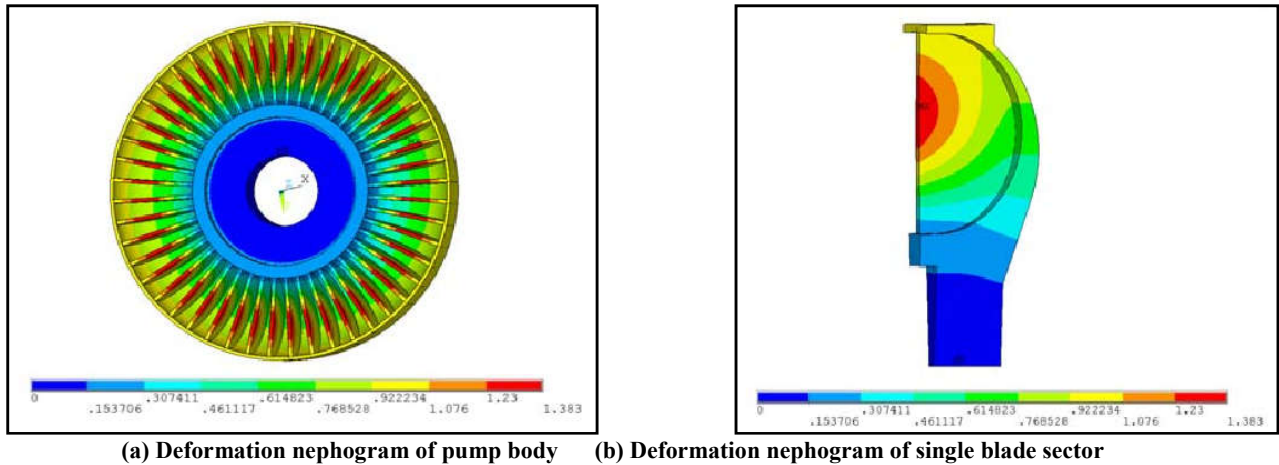 X
0 .307411 .614823 .922234 1.23
.153706 .461117 .768528 1.076 1.383
0 .307411 .614823 .922234 1.23
.153706 .461117 .768528 1.076 1.383
(a) Deformation nephogram of pump body (b) Deformation nephogram of single blade sector